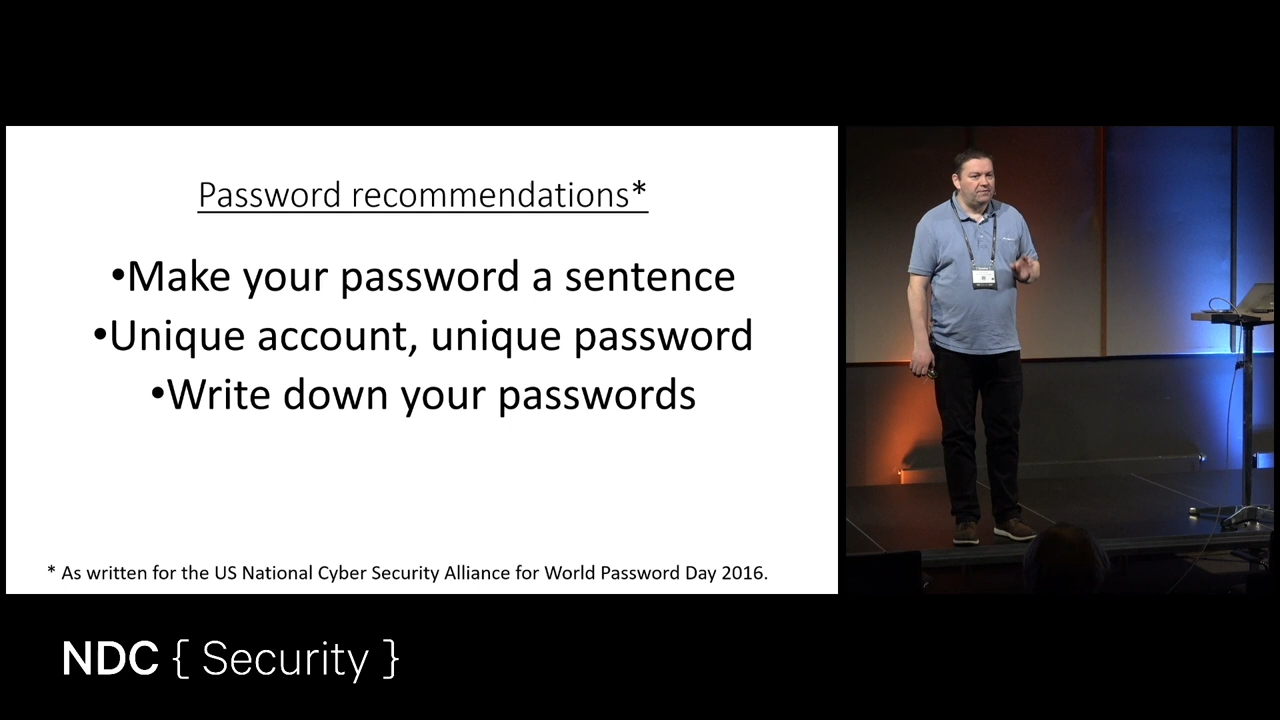 Password recommendations*
•Make your password a sentence
•Unique account, unique password
•Write down your passwords
* As written for the US National Cyber Security Alliance for World Password Day 2016.
NDC { Security }